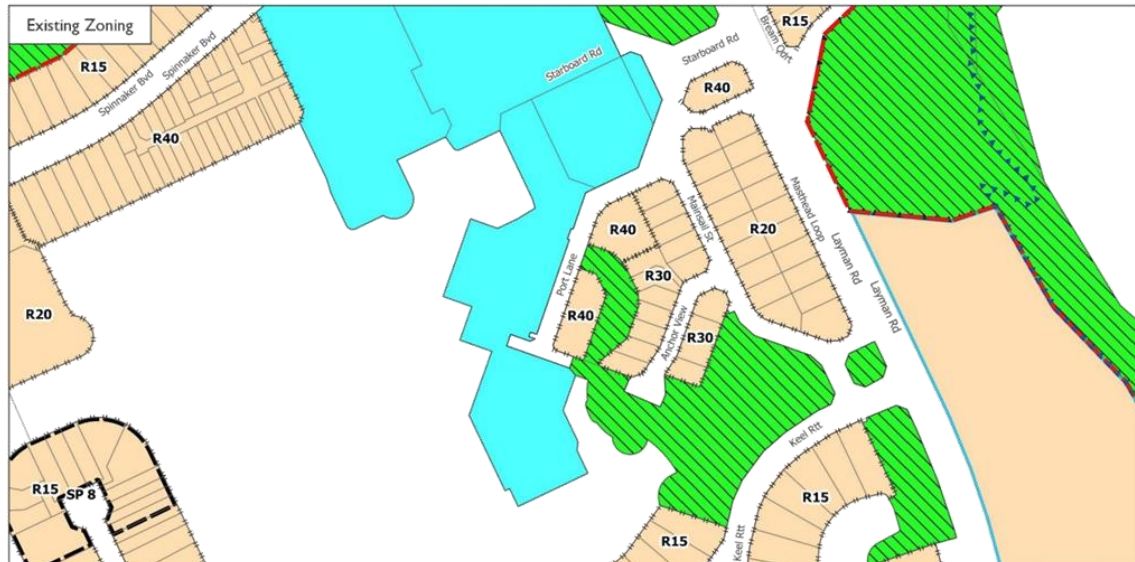 Existing Zoning
R15
Spinnaker Bvd
Spinnaker Bvd
R40
R20
R15
SP 8
Starboard Rd
Starboard Rd
Bream Qdrt.
R15
R40
Mainsail St
Masthead Loop
R20
Layman Rd
Layman Rd
Port Lane
R40
R30
R40
Anchor View
R30
Keel Rtt
R15
Keel Rtt
R15